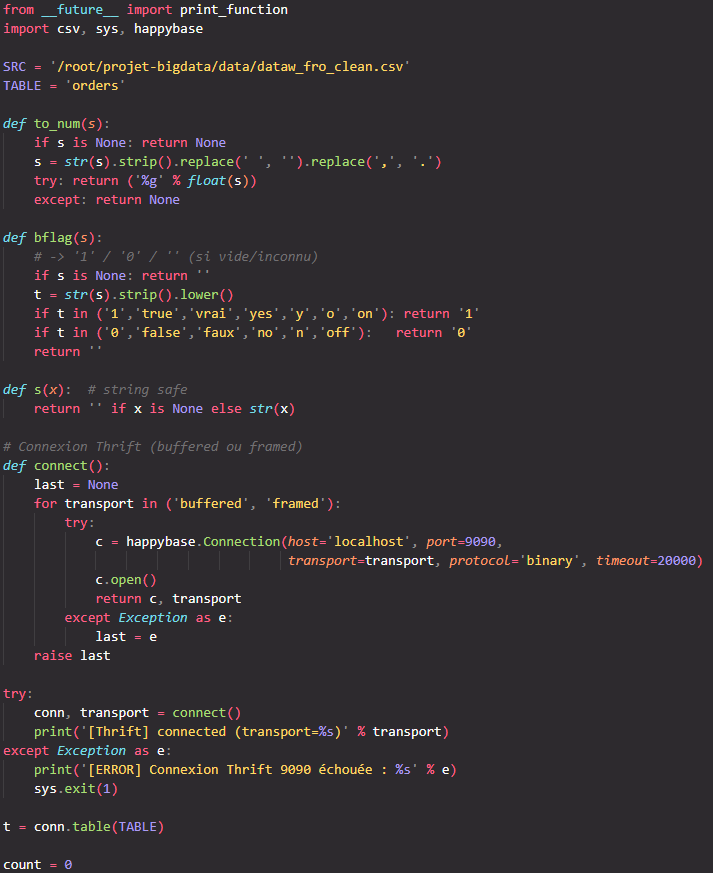 from __future__ import print_function
import csv, sys, happybase

SRC = '/root/projet-bigdata/data/dataw_fro_clean.csv'
TABLE = 'orders'

def to_num(s):
    if s is None: return None
    s = str(s).strip().replace(' ', '').replace(',', '.')
    try: return ('%g' % float(s))
    except: return None

def bflag(s):
    # -> '1' / '0' / '' (si vide/inconnu)
    if s is None: return ''
    t = str(s).strip().lower()
    if t in ('1','true','vrai','yes','y','o','on'): return '1'
    if t in ('0','false','faux','no','n','off'):   return '0'
    return ''

def s(x):  # string safe
    return '' if x is None else str(x)

# Connexion Thrift (buffered ou framed)
def connect():
    last = None
    for transport in ('buffered', 'framed'):
        try:
            c = happybase.Connection(host='localhost', port=9090,
                                     transport=transport, protocol='binary', timeout=20000)
            c.open()
            return c, transport
        except Exception as e:
            last = e
    raise last

try:
    conn, transport = connect()
    print('[Thrift] connected (transport=%s)' % transport)
except Exception as e:
    print('[ERROR] Connexion Thrift 9090 échouée : %s' % e)
    sys.exit(1)

t = conn.table(TABLE)

count = 0